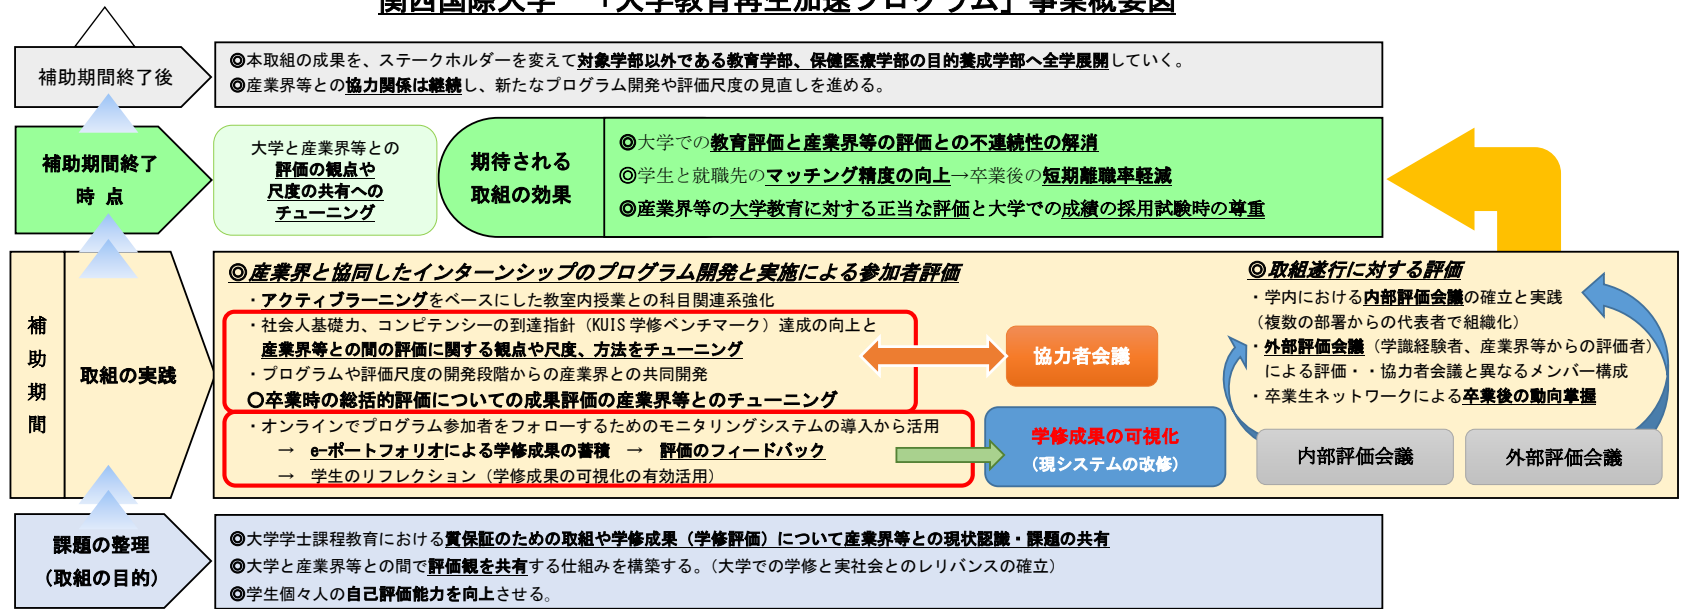 関西国際大学 「大学教育再生加速プログラム」事業概要図
補助期間終了後
◎本取組の成果を、ステークホルダーを変えて対象学部以外である教育学部、保健医療学部の目的養成学部へ全学展開していく。
◎産業界等との協力関係は継続し、新たなプログラム開発や評価尺度の見直しを進める。
補助期間終了
時 点
大学と産業界等との
評価の観点や
尺度の共有への
チューニング
期待される
取組の効果
◎大学での教育評価と産業界等の評価との不連続性の解消
◎学生と就職先のマッチング精度の向上→卒業後の短期離職率軽減
◎産業界等の大学教育に対する正当な評価と大学での成績の採用試験時の尊重
補
助
期
間
取組の実践
◎産業界と協同したインターンシップのプログラム開発と実施による参加者評価
・アクティブラーニングをベースにした教室内授業との科目関連系強化
・社会人基礎力、コンピテンシーの到達指針（KUIS 学修ベンチマーク）達成の向上と
産業界等との間の評価に関する観点や尺度、方法をチューニング
・プログラムや評価尺度の開発段階からの産業界との共同開発
○卒業時の総括的評価についての成果評価の産業界等とのチューニング
・オンラインでプログラム参加者をフォローするためのモニタリングシステムの導入から活用
→ e-ポートフォリオによる学修成果の蓄積 → 評価のフィードバック
→ 学生のリフレクション（学修成果の可視化の有効活用）
協力者会議
学修成果の可視化
（現システムの改修）
◎取組遂行に対する評価
・学内における内部評価会議の確立と実践
（複数の部署からの代表者で組織化）
・外部評価会議（学識経験者、産業界等からの評価者）
による評価・・協力者会議と異なるメンバー構成
・卒業生ネットワークによる卒業後の動向掌握
内部評価会議
外部評価会議
課題の整理
（取組の目的）
◎大学学士課程教育における質保証のための取組や学修成果（学修評価）について産業界等との現状認識・課題の共有
◎大学と産業界等との間で評価観を共有する仕組みを構築する。（大学での学修と実社会とのレリバンスの確立）
◎学生個々人の自己評価能力を向上させる。